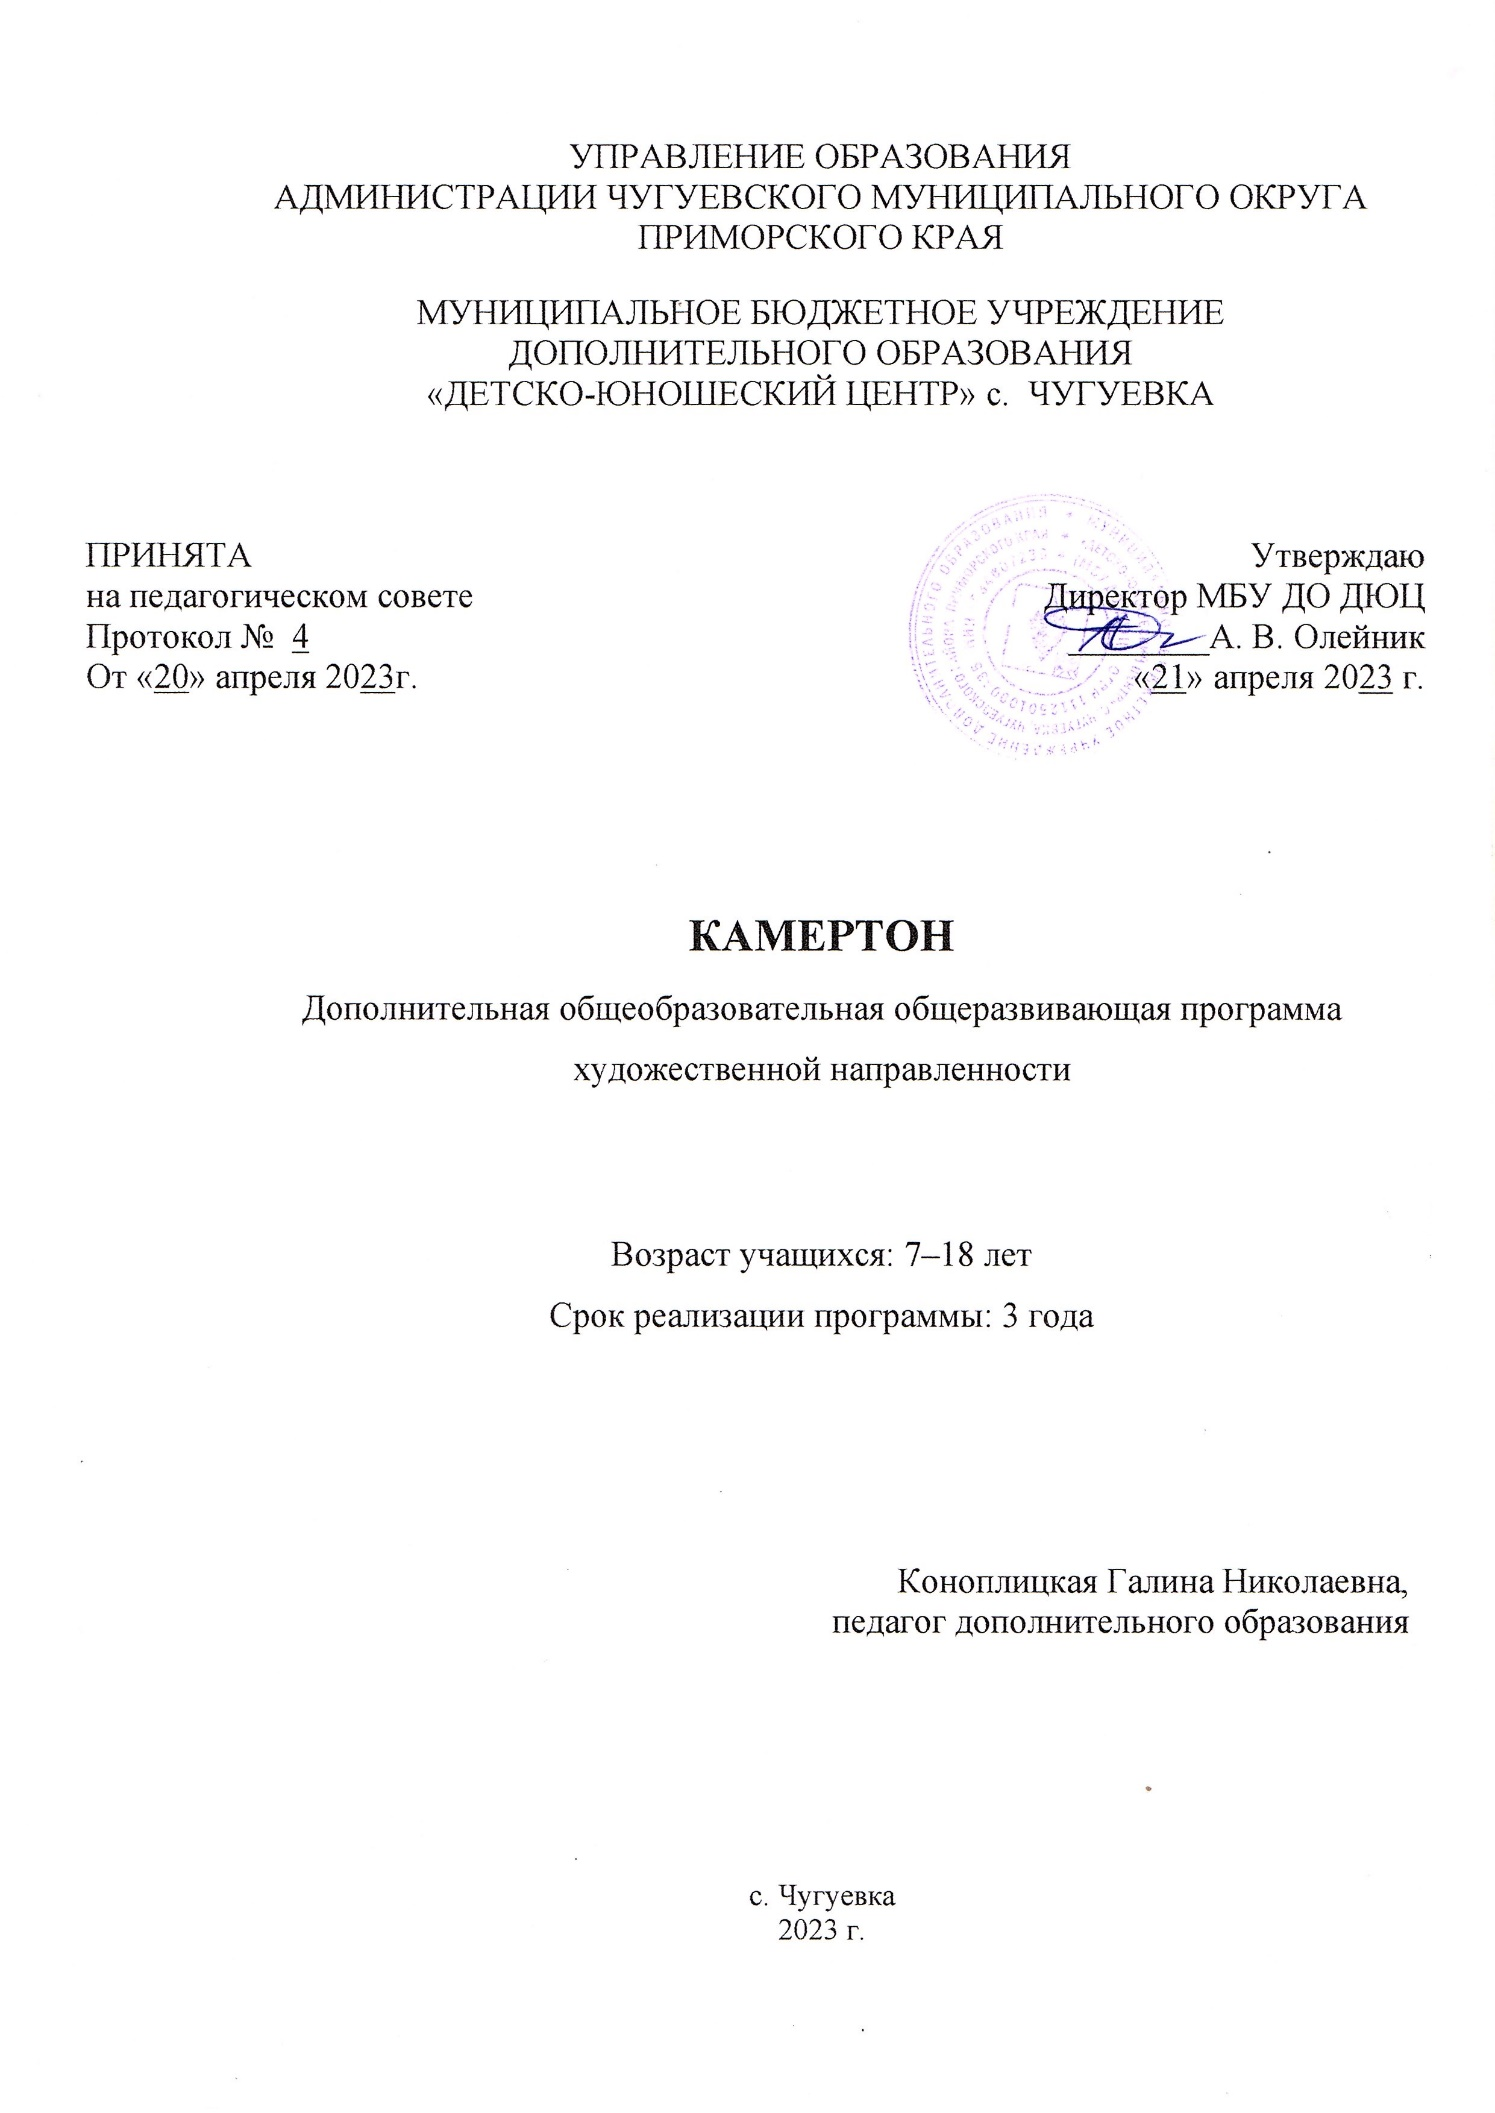 УПРАВЛЕНИЕ ОБРАЗОВАНИЯ
АДМИНИСТРАЦИИ ЧУГУЕВСКОГО МУНИЦИПАЛЬНОГО ОКРУГА
ПРИМОРСКОГО КРАЯ
МУНИЦИПАЛЬНОЕ БЮДЖЕТНОЕ УЧРЕЖДЕНИЕ
ДОПОЛНИТЕЛЬНОГО ОБРАЗОВАНИЯ
«ДЕТСКО-ЮНОШЕСКИЙ ЦЕНТР» с. ЧУГУЕВКА
ПРИНЯТА
на педагогическом совете
Протокол № 4
От «20» апреля 2023г.
Утверждаю
Директор МБУ ДО ДЮЦ
А. В. Олейник
«21» апреля 2023 г.
КАМЕРТОН
Дополнительная общеобразовательная общеразвивающая программа
художественной направленности
Возраст учащихся: 7–18 лет
Срок реализации программы: 3 года
Коноплицкая Галина Николаевна,
педагог дополнительного образования
с. Чугуевка
2023 г.